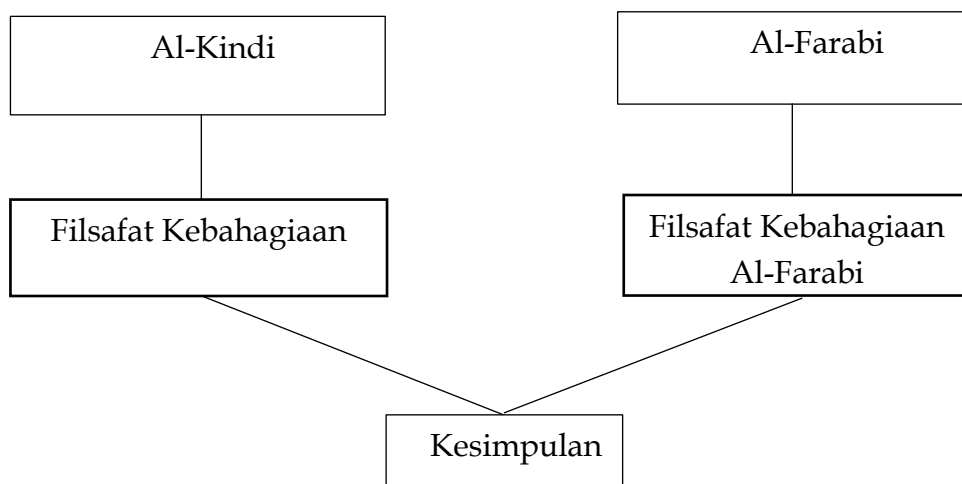 Al-Kindi
Al-Farabi
Filsafat Kebahagiaan
Filsafat Kebahagiaan
Al-Farabi
Kesimpulan